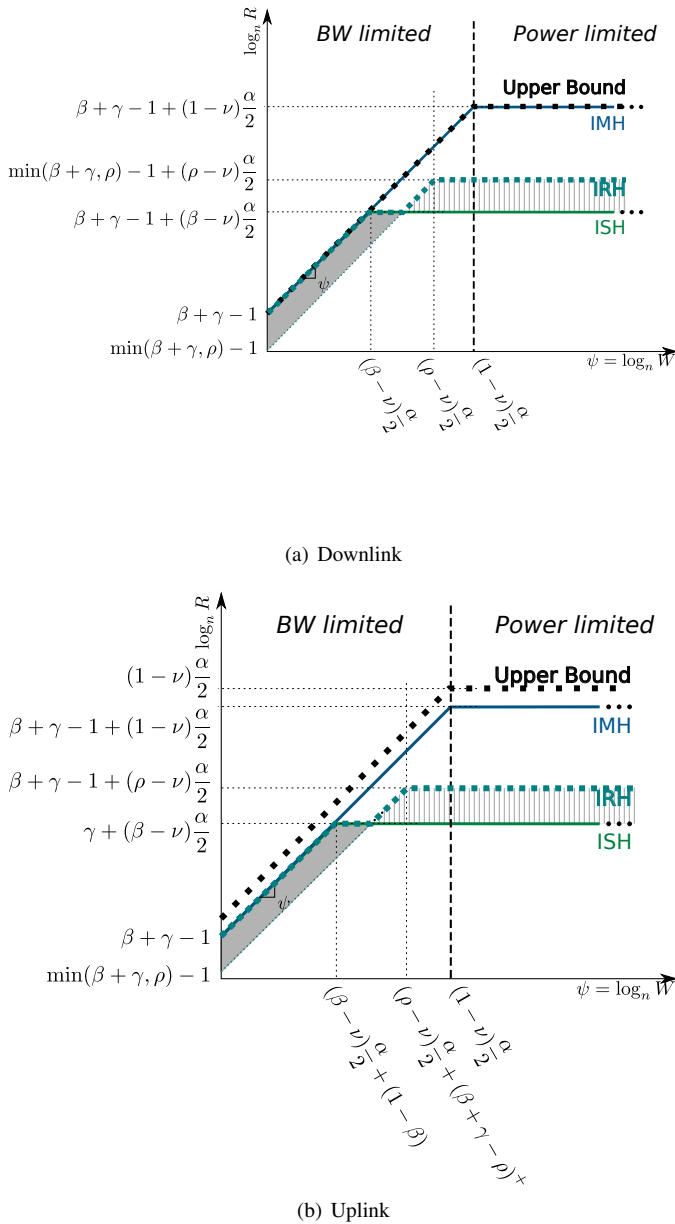 log_n R
BW limited
Power limited
Upper Bound
β + γ − 1 + (1 − ν) α/2
IMH
min(β + γ, ρ) − 1 + (ρ − ν) α/2
IRH
β + γ − 1 + (β − ν) α/2
ISH
ψ
β + γ − 1
min(β + γ, ρ) − 1
ψ = log_n W
(β − ν) α/2
(ρ − ν) α/2
(1 − ν) α/2
(a) Downlink
log_n R
BW limited
Power limited
(1 − ν) α/2
Upper Bound
β + γ − 1 + (1 − ν) α/2
IMH
β + γ − 1 + (ρ − ν) α/2
IRH
γ + (β − ν) α/2
ISH
ψ
β + γ − 1
min(β + γ, ρ) − 1
ψ = log_n W
(β − ν) α/2 + (1 − β)
(ρ − ν) α/2 + (β + γ − ρ)⁺
(1 − ν) α/2
(b) Uplink